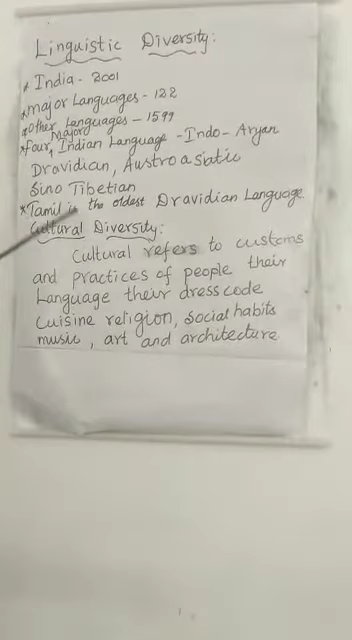 Linguistic Diversity:
* India - 2001
* major Languages - 122
* Other Languages - 1599
* four Major Indian Language - Indo - Aryan
Dravidian, Austroasiatic
Sino Tibetian
* Tamil is the oldest Dravidian Language
Cultural Diversity:
Cultural refers to customs
and practices of people their
Language their dress code
Cuisine religion, social habits
music, art and architecture